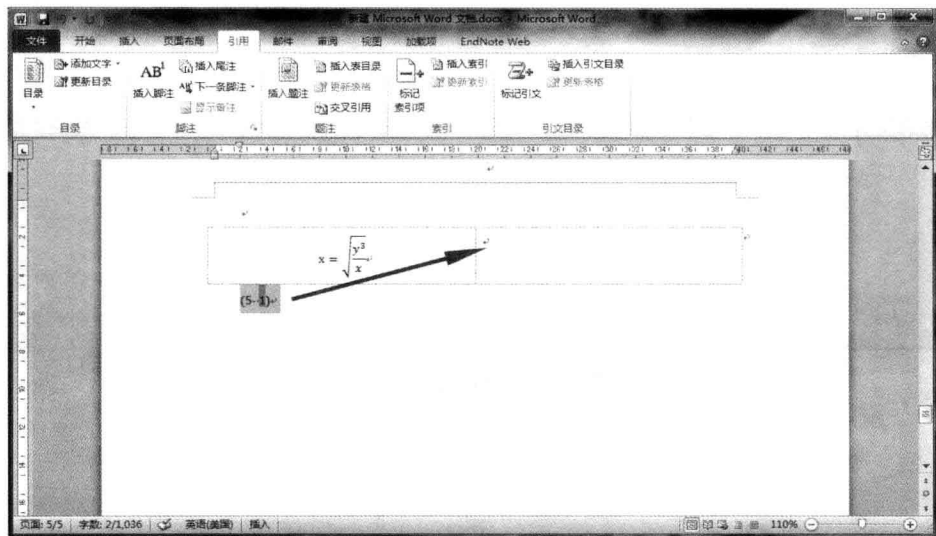 新建 Microsoft Word 文档.docx - Microsoft Word
文件 开始 插入 页面布局 引用 邮件 审阅 视图 加载项 EndNote Web
添加文字 AB¹ 插入尾注 插入表目录 插入索引 插入引文目录
更新目录 下一条脚注 更新表格 更新索引 更新表格
目录 插入脚注 显示备注 插入题注 交叉引用 标记索引项 标记引文
目录 脚注 题注 索引 引文目录
x = √(y³/x)
(5-1)
页面: 5/5 字数: 2/1,036 英语(美国) 插入 110%